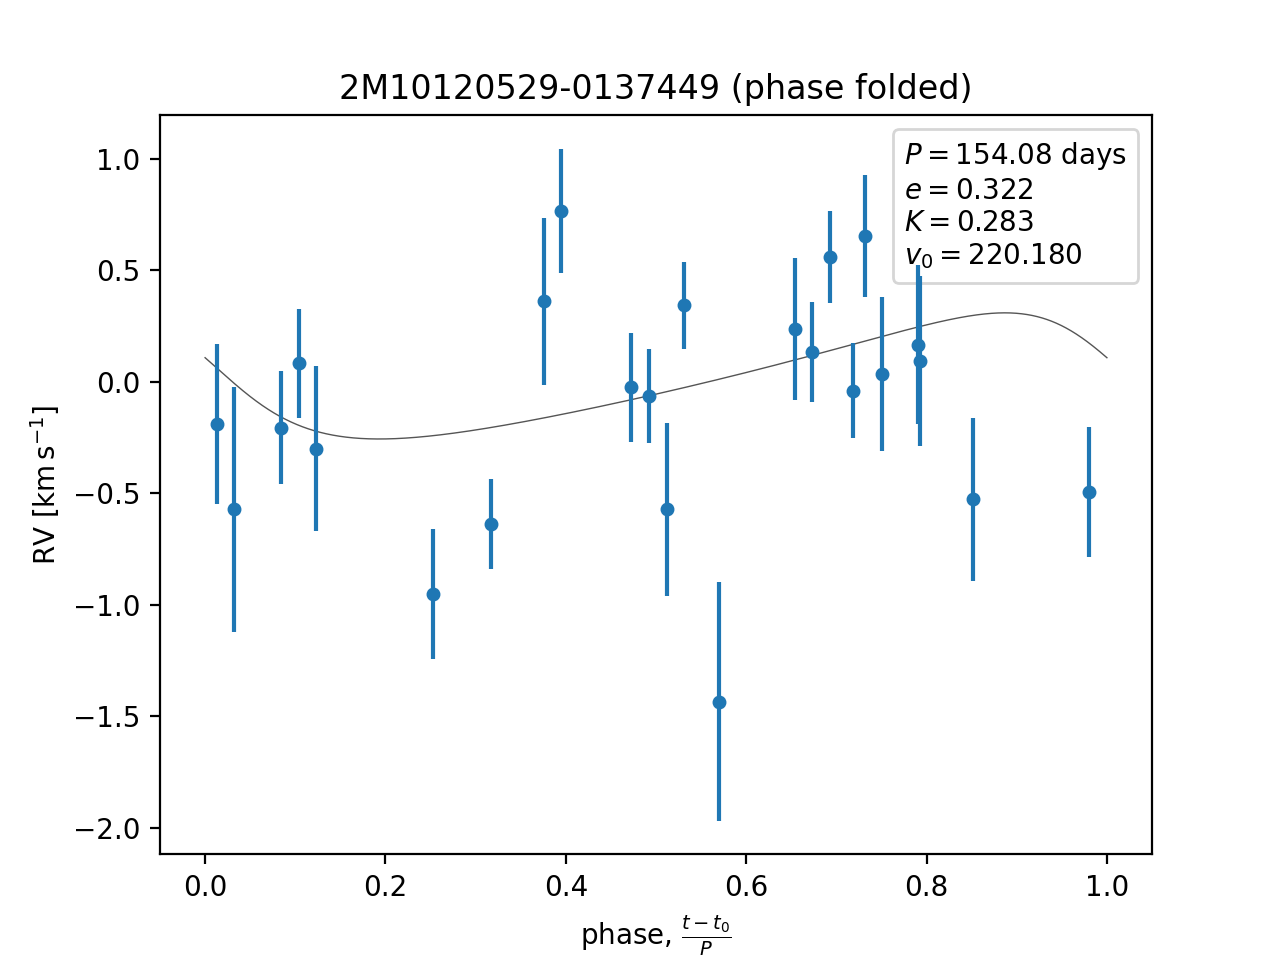 2M10120529-0137449 (phase folded)
P = 154.08 days
e = 0.322
K = 0.283
v₀ = 220.180
1.0
0.5
0.0
−0.5
−1.0
−1.5
−2.0
RV [km s⁻¹]
0.0 0.2 0.4 0.6 0.8 1.0
phase, (t − t₀)/P